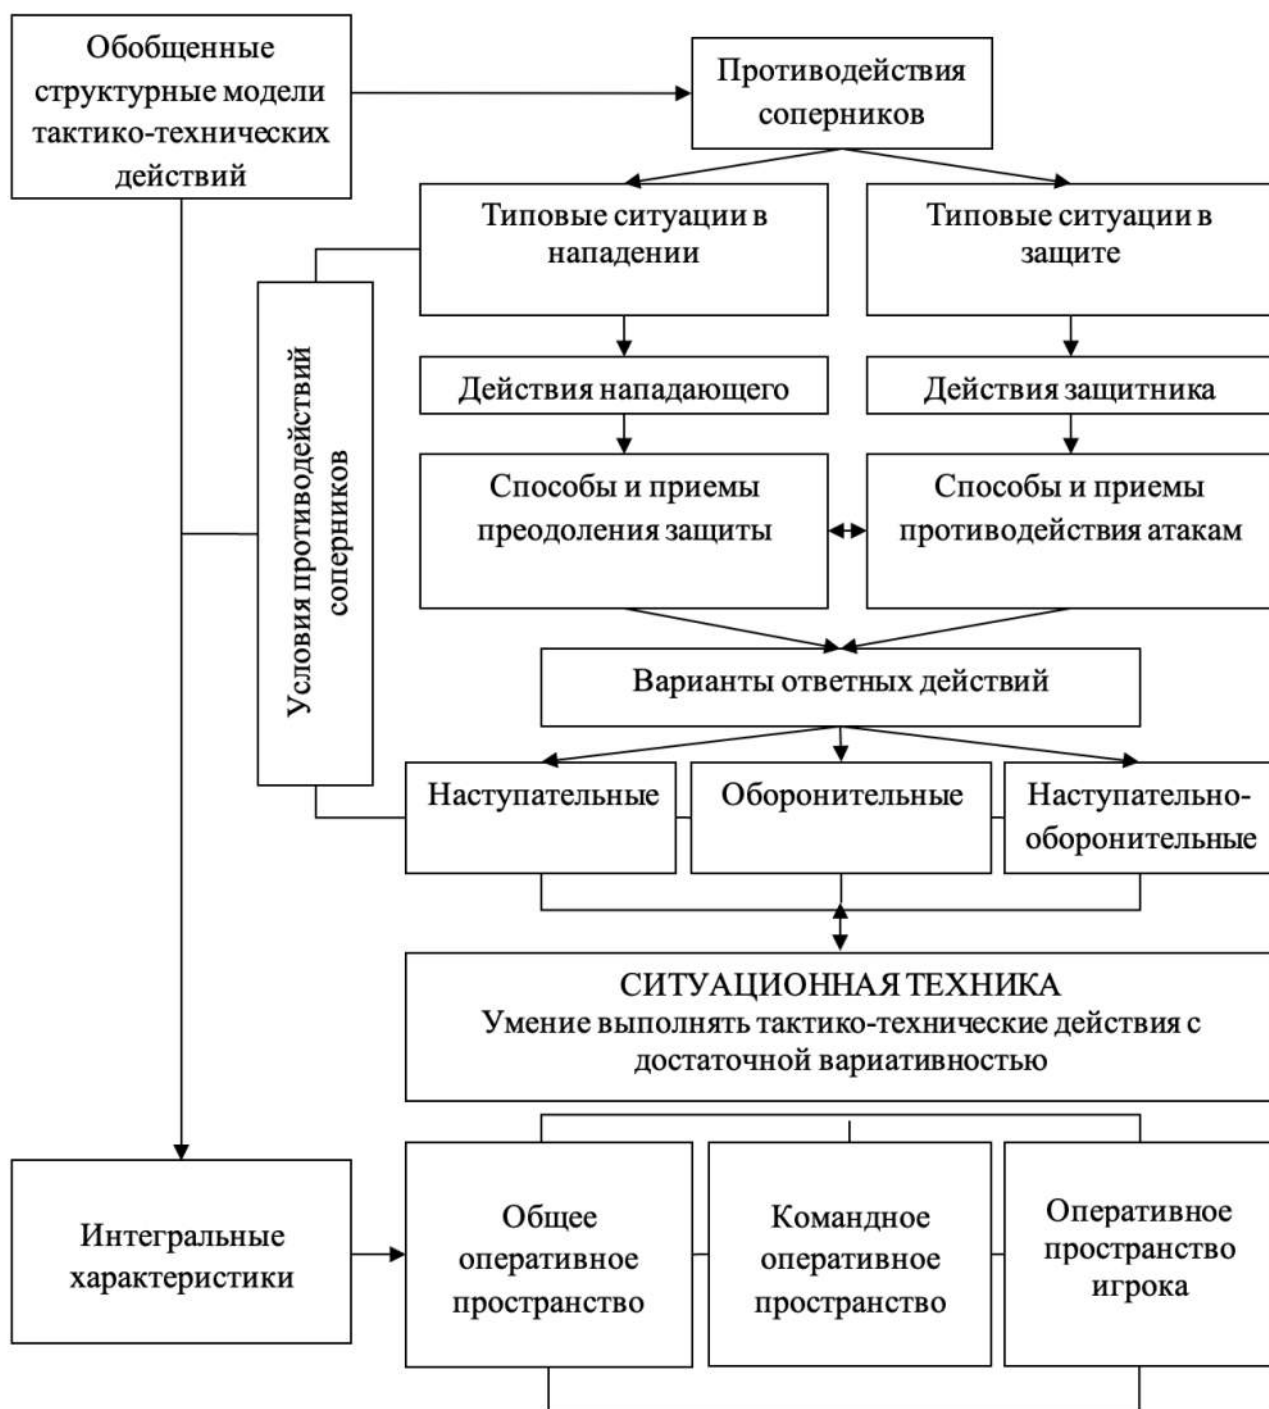 Обобщенные
структурные модели
тактико-технических
действий
Противодействия
соперников
Типовые ситуации в
нападении
Типовые ситуации в
защите
Условия противодействий
соперников
Действия нападающего
Действия защитника
Способы и приемы
преодоления защиты
Способы и приемы
противодействия атакам
Варианты ответных действий
Наступательные
Оборонительные
Наступательно-
оборонительные
СИТУАЦИОННАЯ ТЕХНИКА
Умение выполнять тактико-технические действия с
достаточной вариативностью
Интегральные
характеристики
Общее
оперативное
пространство
Командное
оперативное
пространство
Оперативное
пространство
игрока